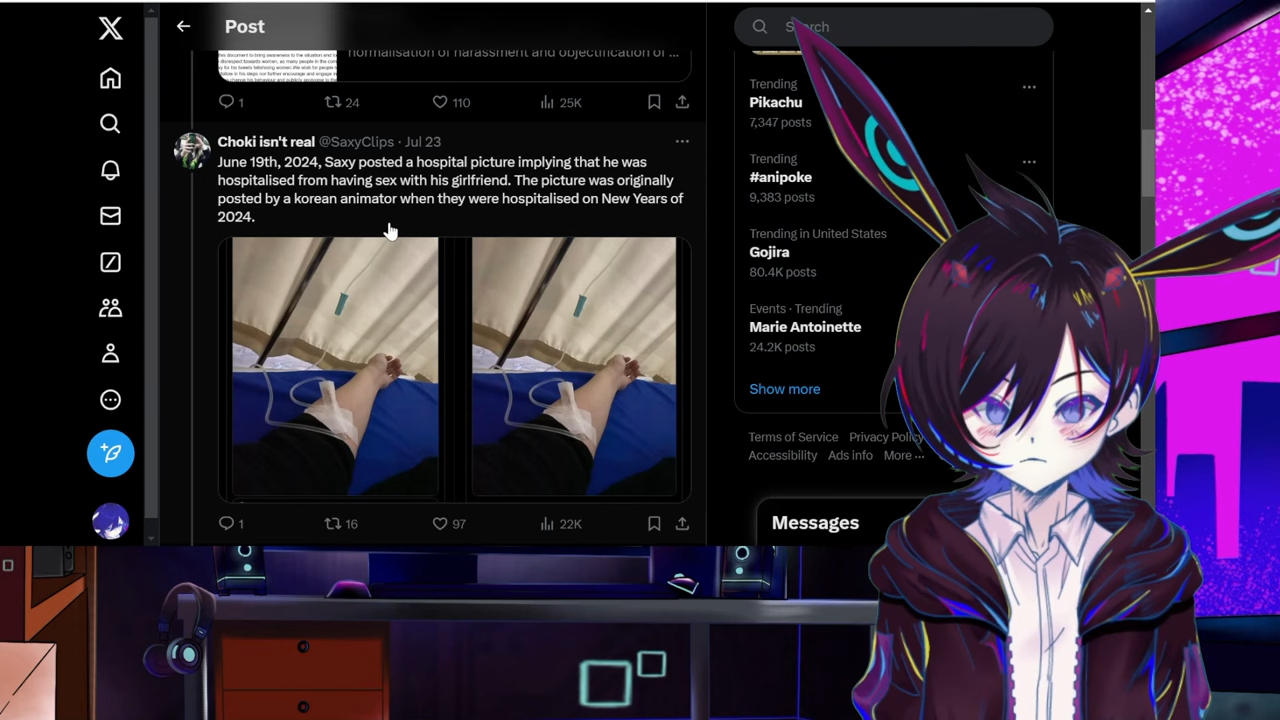 Post
Search
normalisation of harassment and objectification of ...
1
24
110
25K
Choki isn't real @SaxyClips · Jul 23
June 19th, 2024, Saxy posted a hospital picture implying that he was
hospitalised from having sex with his girlfriend. The picture was originally
posted by a korean animator when they were hospitalised on New Years of
2024.
1
16
97
22K
Trending
Pikachu
7,347 posts
Trending
#anipoke
9,383 posts
Trending in United States
Gojira
80.4K posts
Events · Trending
Marie Antoinette
24.2K posts
Show more
Terms of Service Privacy Policy
Accessibility Ads info More ...
Messages